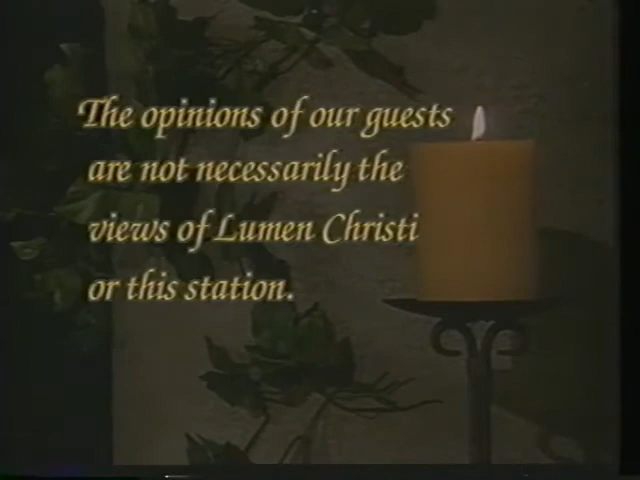 The opinions of our guests
are not necessarily the
views of Lumen Christi
or this station.